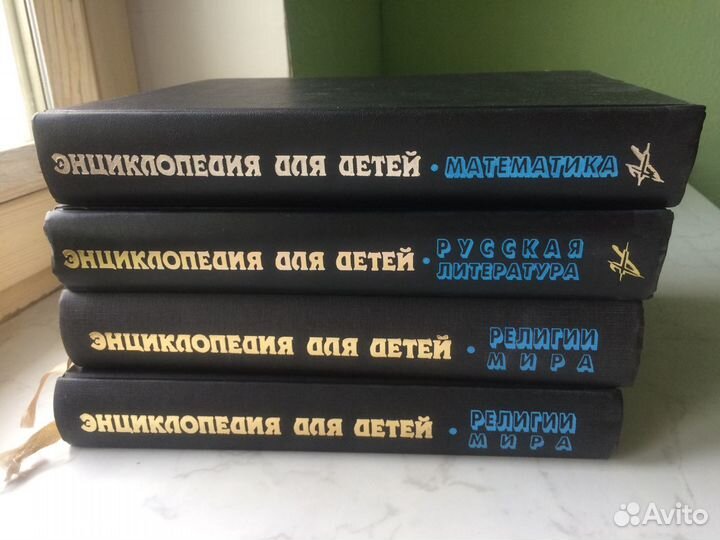 ЭНЦИКЛОПЕДИЯ ДЛЯ ДЕТЕЙ • МАТЕМАТИКА
ЭНЦИКЛОПЕДИЯ ДЛЯ ДЕТЕЙ • РУССКАЯ
ЛИТЕРАТУРА
ЭНЦИКЛОПЕДИЯ ДЛЯ ДЕТЕЙ • РЕЛИГИИ
МИРА
ЭНЦИКЛОПЕДИЯ ДЛЯ ДЕТЕЙ • РЕЛИГИИ
МИРА
Avito